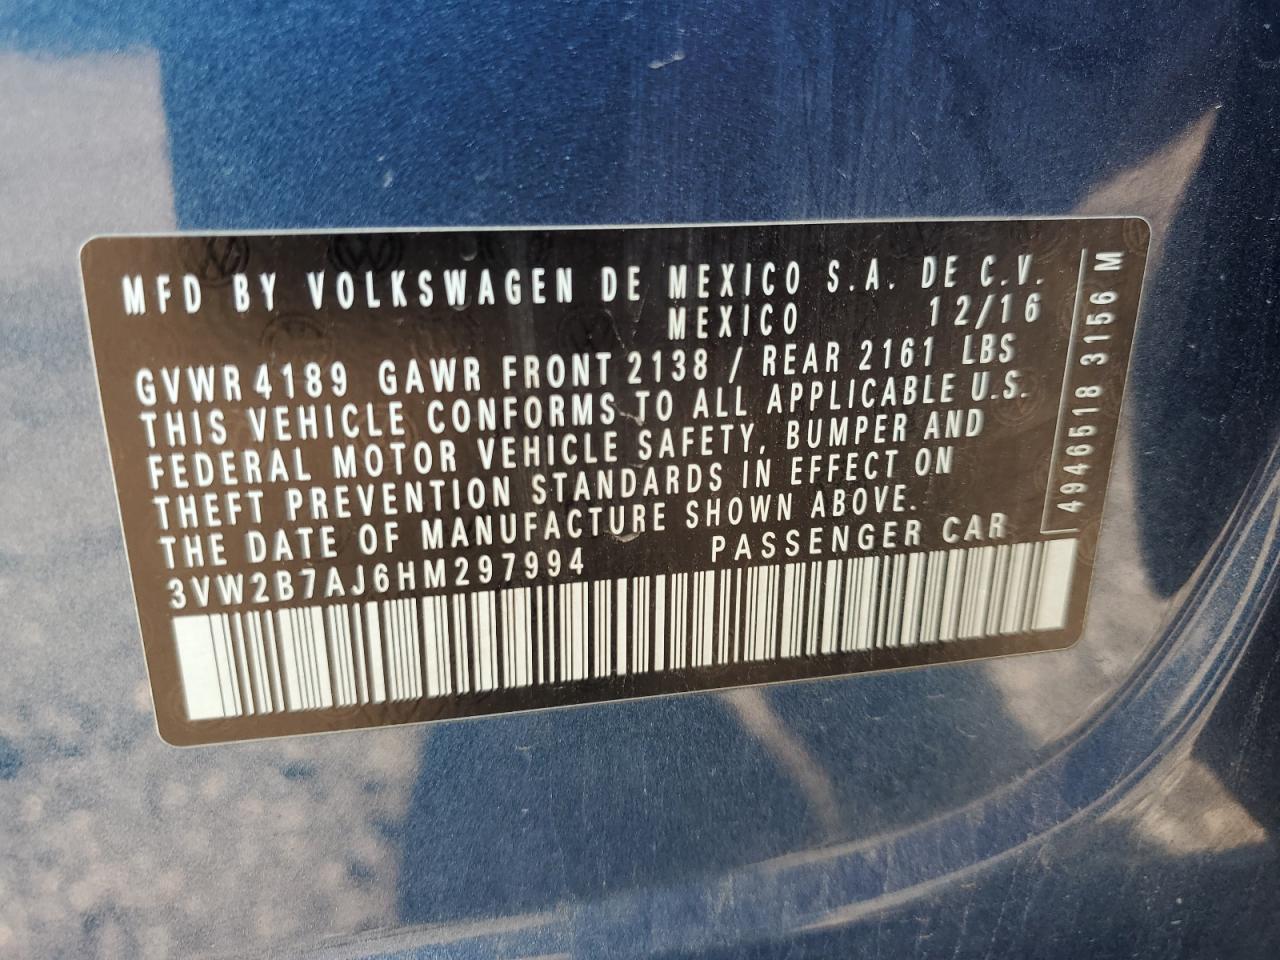 MFD BY VOLKSWAGEN DE MEXICO S.A. DE C.V.
MEXICO 12/16
GVWR 4189 GAWR FRONT 2138 / REAR 2161 LBS
THIS VEHICLE CONFORMS TO ALL APPLICABLE U.S.
FEDERAL MOTOR VEHICLE SAFETY, BUMPER AND
THEFT PREVENTION STANDARDS IN EFFECT ON
THE DATE OF MANUFACTURE SHOWN ABOVE.
3VW2B7AJ6HM297994 PASSENGER CAR
4946518 3156 M